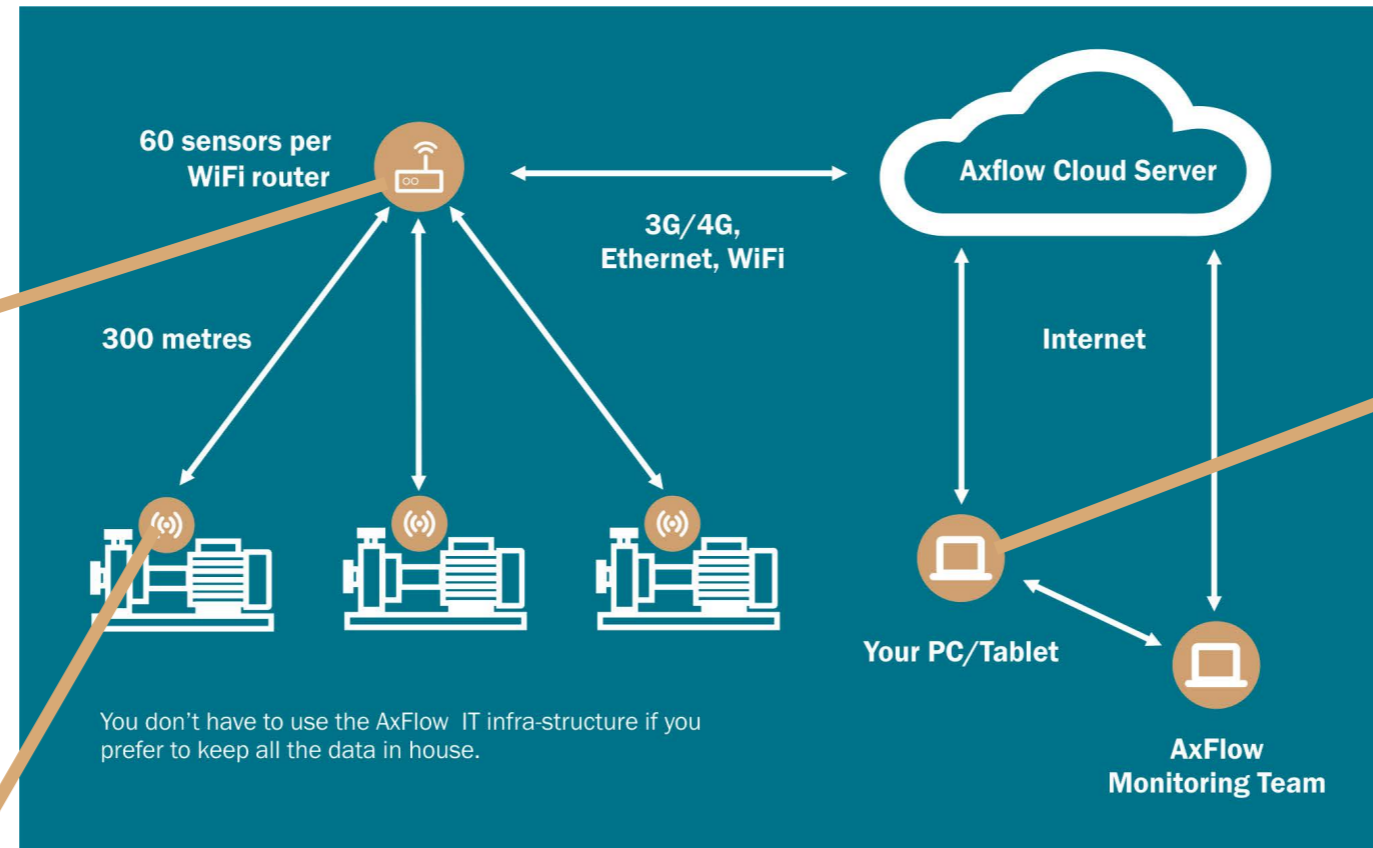 60 sensors per
WiFi router
Axflow Cloud Server
3G/4G,
Ethernet, WiFi
300 metres
Internet
Your PC/Tablet
You don't have to use the AxFlow  IT infra-structure if you
prefer to keep all the data in house.
AxFlow
Monitoring Team